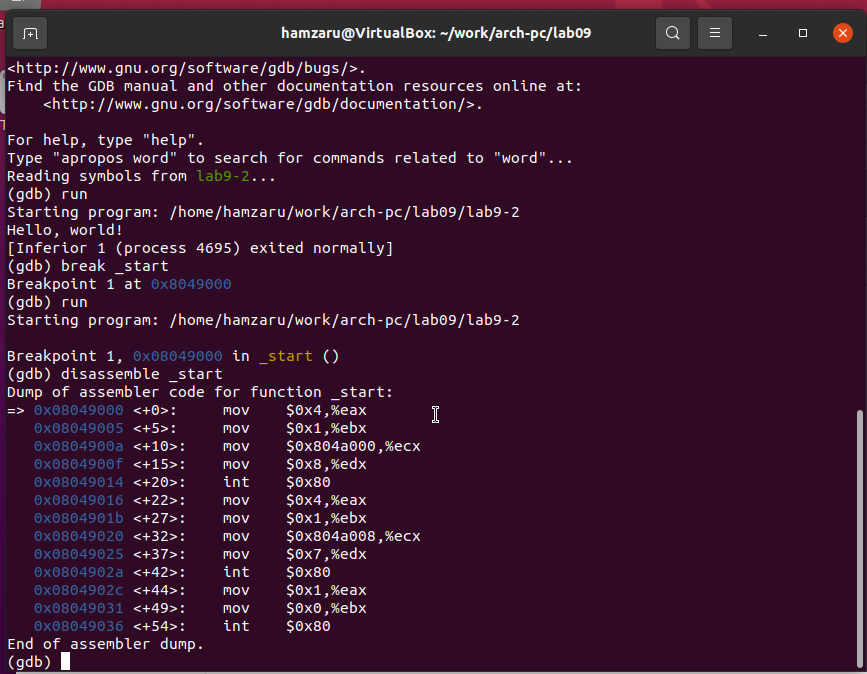 hamzaru@VirtualBox: ~/work/arch-pc/lab09
<http://www.gnu.org/software/gdb/bugs/>.
Find the GDB manual and other documentation resources online at:
    <http://www.gnu.org/software/gdb/documentation/>.

For help, type "help".
Type "apropos word" to search for commands related to "word"...
Reading symbols from lab9-2...
(gdb) run
Starting program: /home/hamzaru/work/arch-pc/lab09/lab9-2
Hello, world!
[Inferior 1 (process 4695) exited normally]
(gdb) break _start
Breakpoint 1 at 0x8049000
(gdb) run
Starting program: /home/hamzaru/work/arch-pc/lab09/lab9-2

Breakpoint 1, 0x08049000 in _start ()
(gdb) disassemble _start
Dump of assembler code for function _start:
=> 0x08049000 <+0>:     mov    $0x4,%eax
   0x08049005 <+5>:     mov    $0x1,%ebx
   0x0804900a <+10>:    mov    $0x804a000,%ecx
   0x0804900f <+15>:    mov    $0x8,%edx
   0x08049014 <+20>:    int    $0x80
   0x08049016 <+22>:    mov    $0x4,%eax
   0x0804901b <+27>:    mov    $0x1,%ebx
   0x08049020 <+32>:    mov    $0x804a008,%ecx
   0x08049025 <+37>:    mov    $0x7,%edx
   0x0804902a <+42>:    int    $0x80
   0x0804902c <+44>:    mov    $0x1,%eax
   0x08049031 <+49>:    mov    $0x0,%ebx
   0x08049036 <+54>:    int    $0x80
End of assembler dump.
(gdb)